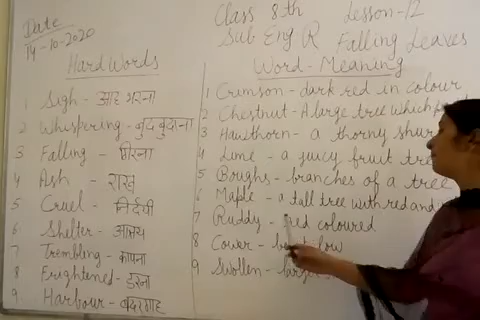 Date
14-10-2020
Class 8th Lesson-12
Sub Eng R Falling Leaves
Hard Words
1 Sigh - आह भरना
2 Whispering - बुदबुदाना
3 Falling - गिरना
4 Ash - राख
5 Cruel - निर्दयी
6 Shelter - आश्रय
7 Trembling - कांपना
8 Frightened - डरना
9 Harbour - बंदरगाह
Word - Meaning
1 Crimson - dark red in colour
2 Chestnut - A large tree which
3 Hawthorn - a thorny shur
4 Lime - a juicy fruit tree
5 Boughs - branches of a tree
6 Maple - a tall tree with red and
7 Ruddy - red coloured
8 Cower - low
9 Swollen -